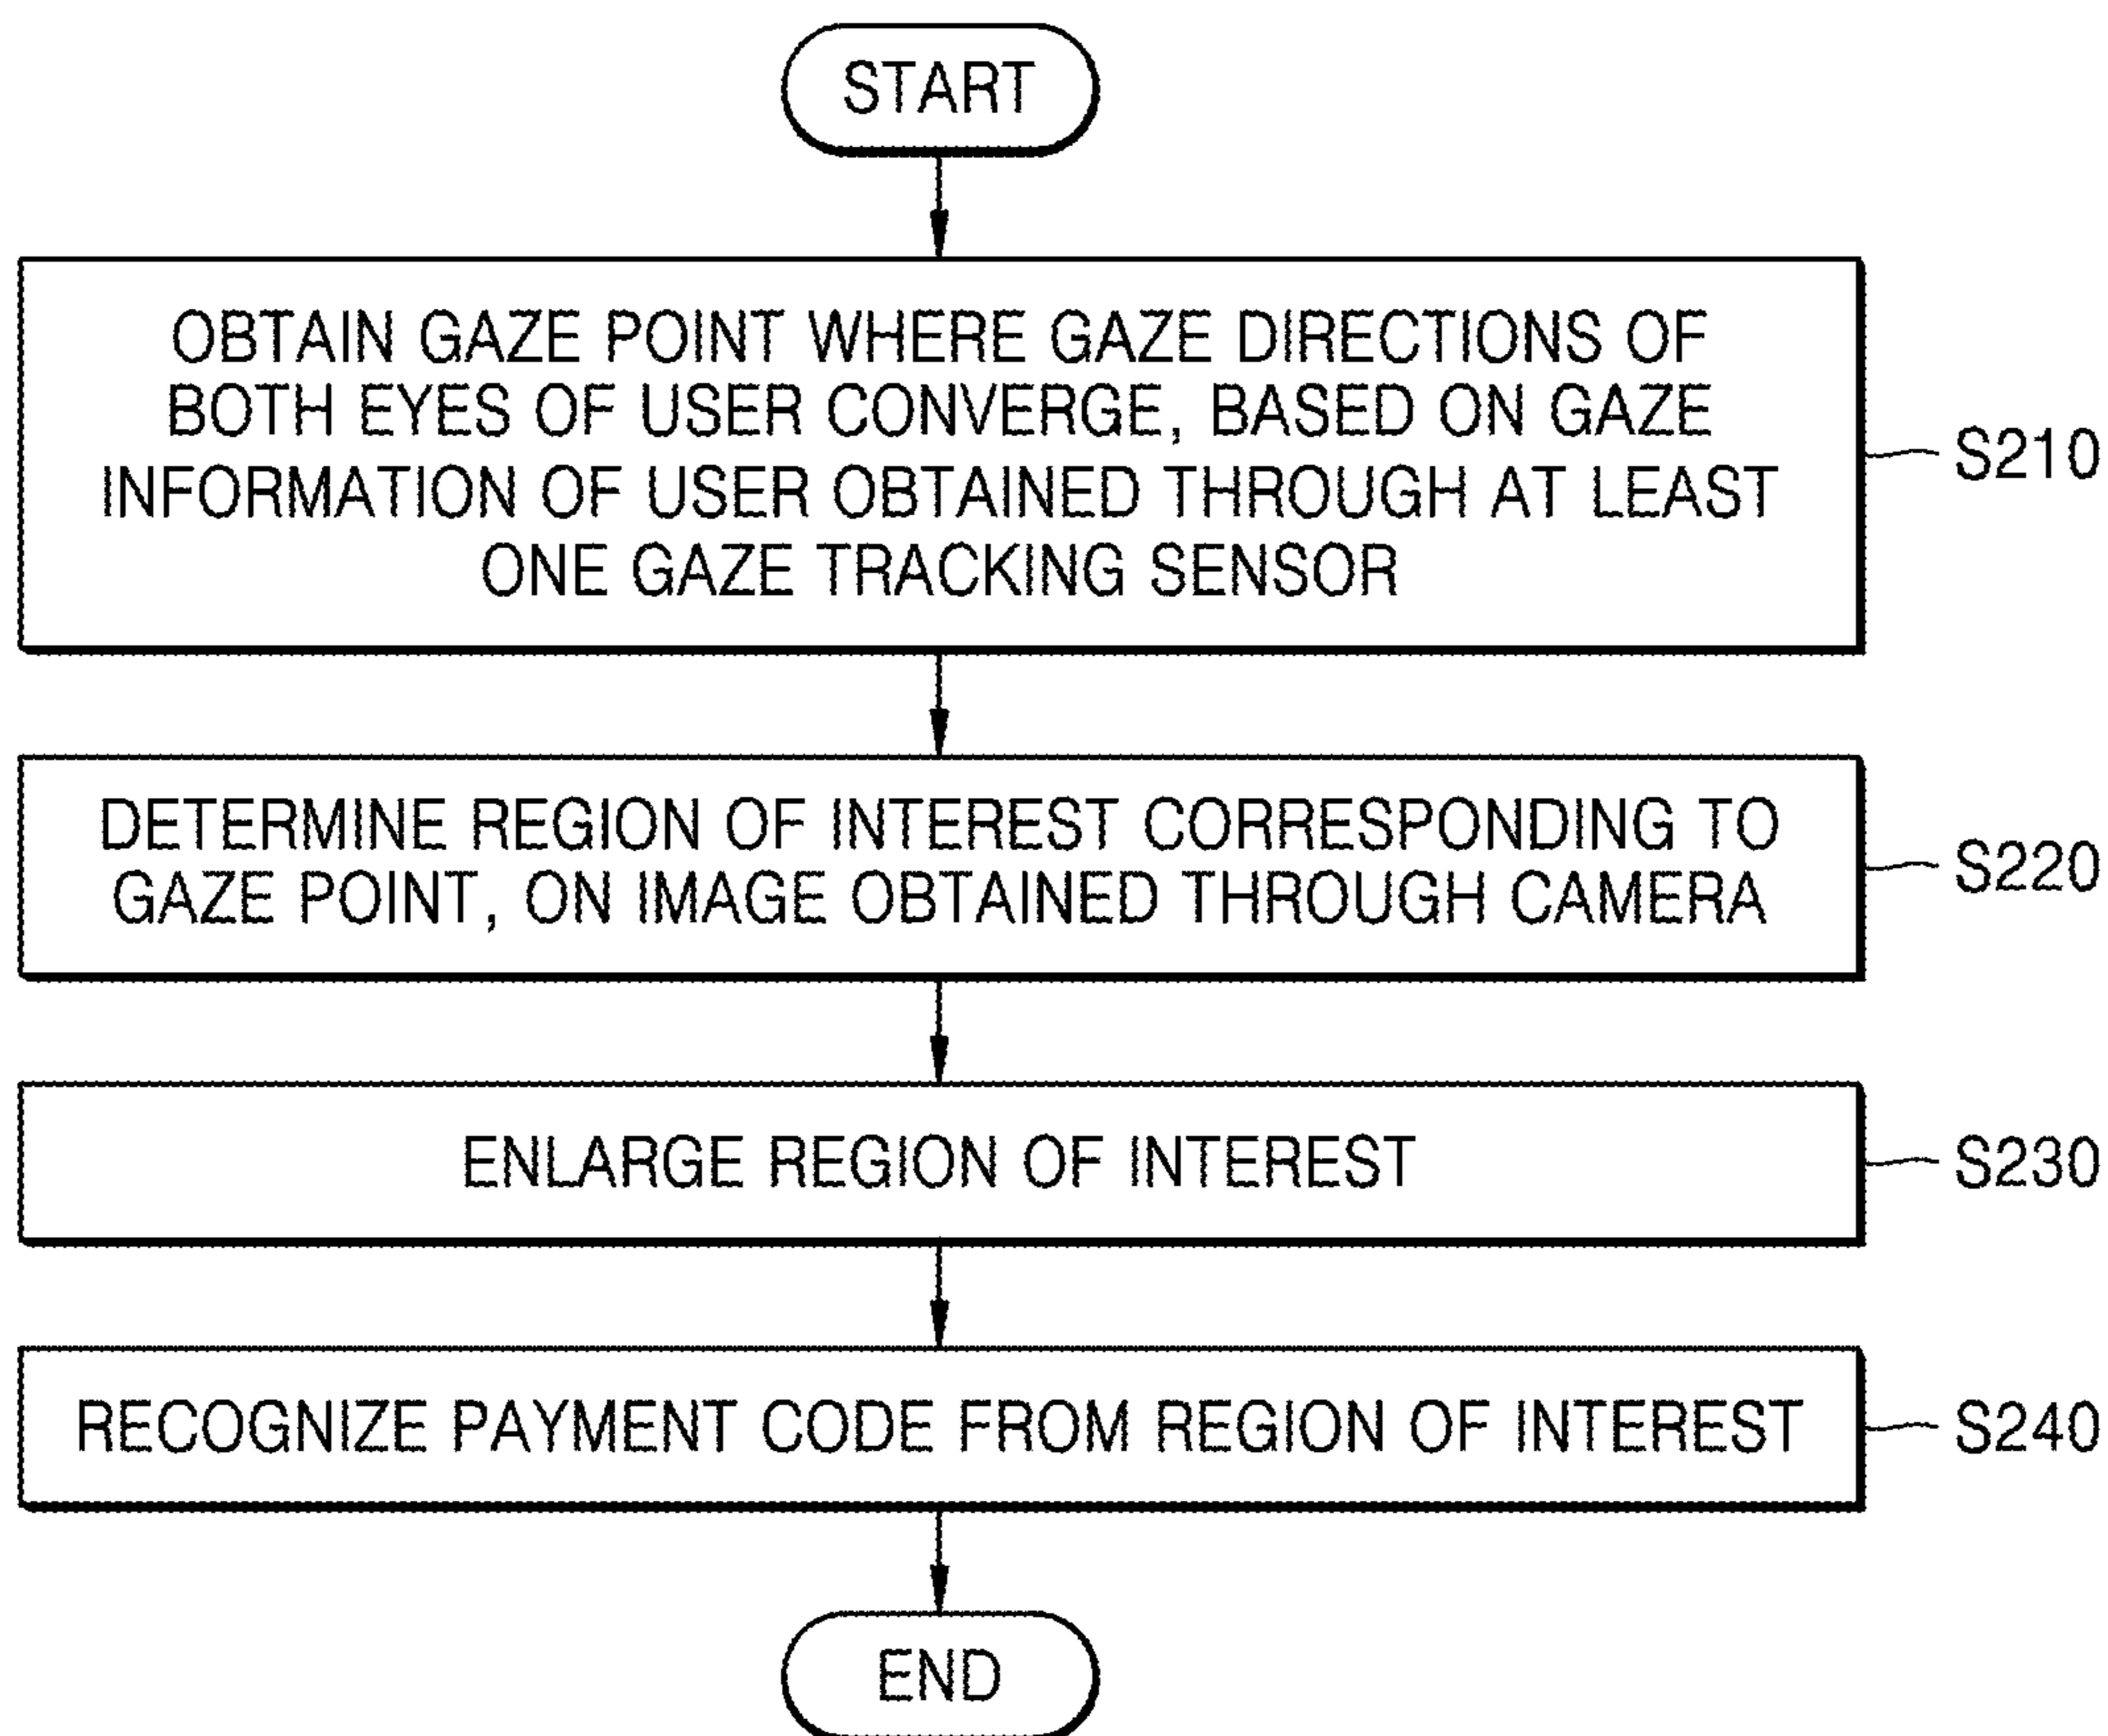 START
OBTAIN GAZE POINT WHERE GAZE DIRECTIONS OF
BOTH EYES OF USER CONVERGE, BASED ON GAZE
INFORMATION OF USER OBTAINED THROUGH AT LEAST
ONE GAZE TRACKING SENSOR
S210
DETERMINE REGION OF INTEREST CORRESPONDING TO
GAZE POINT, ON IMAGE OBTAINED THROUGH CAMERA
S220
ENLARGE REGION OF INTEREST
S230
RECOGNIZE PAYMENT CODE FROM REGION OF INTEREST
S240
END